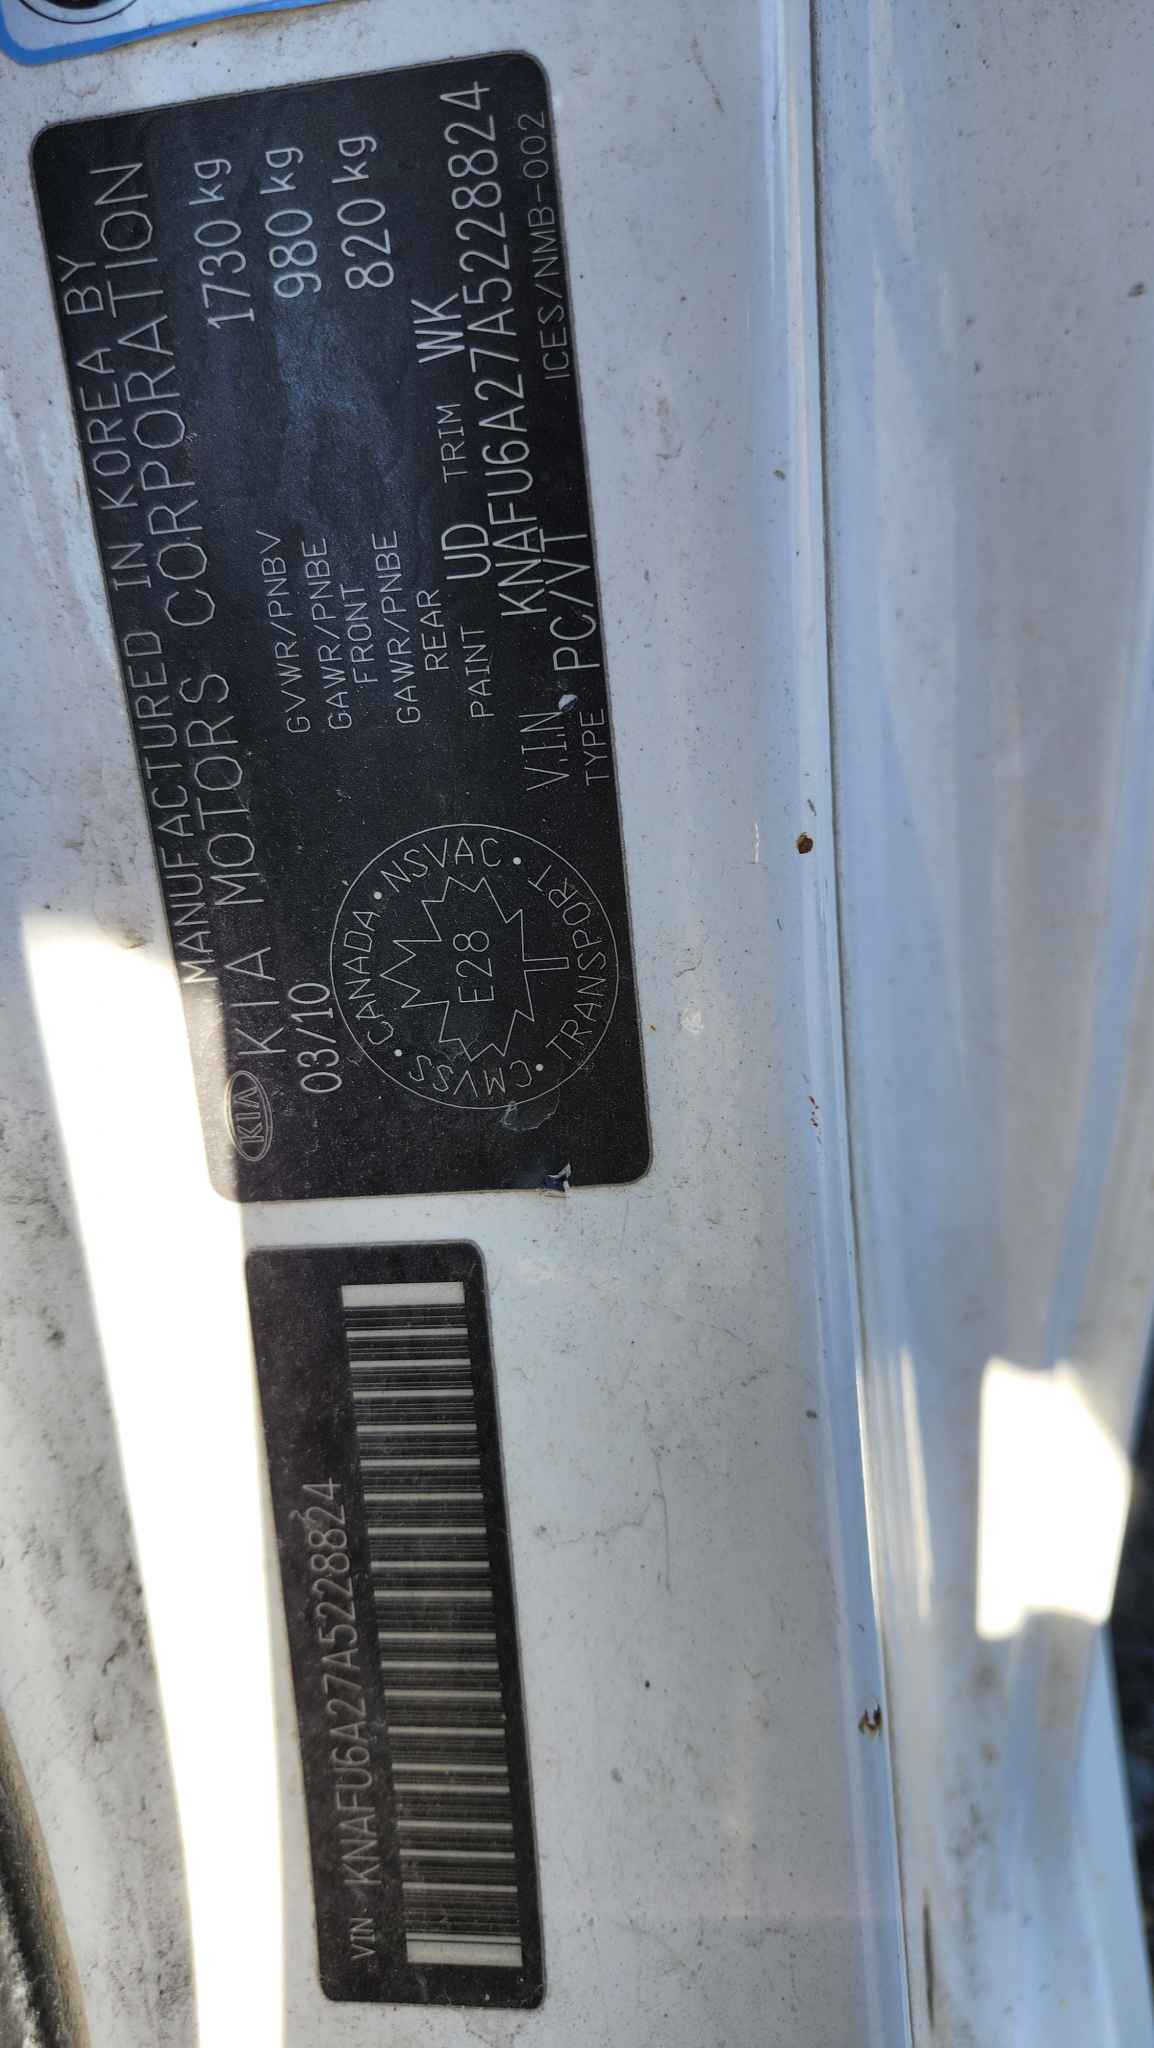 MANUFACTURED IN KOREA BY
KIA KIA MOTORS CORPORATION
03/10
GVWR/PNBV 1730 kg
GAWR/PNBE FRONT 980 kg
GAWR/PNBE REAR 820 kg
PAINT UD TRIM WK
V.I.N. KNAFU6A27A5228824
TYPE PC/VT ICES/NMB-002
• CANADA • NSVAC •
E28
CMVSS • TRANSPORT
VIN· KNAFU6A27A5228824